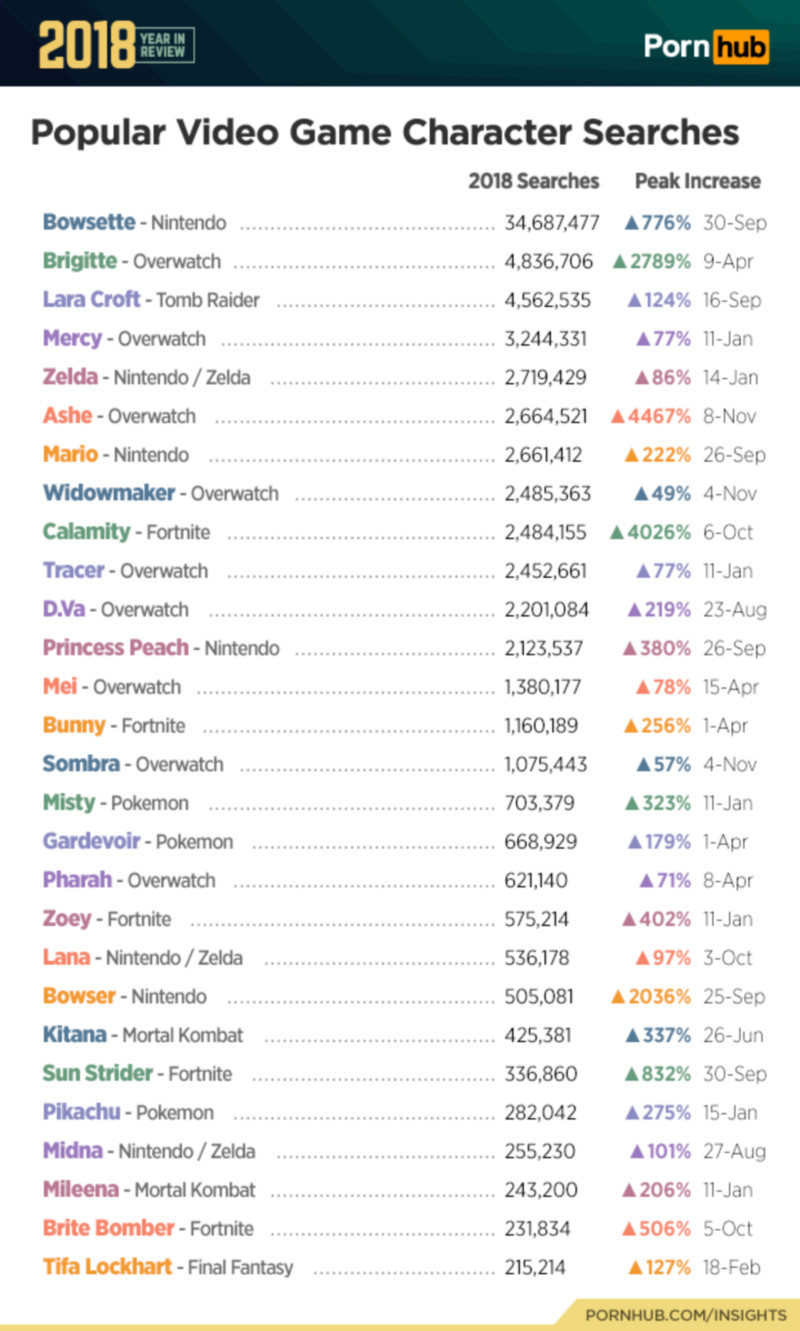 2018 YEAR IN REVIEW
Porn hub
Popular Video Game Character Searches
2018 Searches Peak Increase
Bowsette - Nintendo 34,687,477 ▲776% 30-Sep
Brigitte - Overwatch 4,836,706 ▲2789% 9-Apr
Lara Croft - Tomb Raider 4,562,535 ▲124% 16-Sep
Mercy - Overwatch 3,244,331 ▲77% 11-Jan
Zelda - Nintendo / Zelda 2,719,429 ▲86% 14-Jan
Ashe - Overwatch 2,664,521 ▲4467% 8-Nov
Mario - Nintendo 2,661,412 ▲222% 26-Sep
Widowmaker - Overwatch 2,485,363 ▲49% 4-Nov
Calamity - Fortnite 2,484,155 ▲4026% 6-Oct
Tracer - Overwatch 2,452,661 ▲77% 11-Jan
D.Va - Overwatch 2,201,084 ▲219% 23-Aug
Princess Peach - Nintendo 2,123,537 ▲380% 26-Sep
Mei - Overwatch 1,380,177 ▲78% 15-Apr
Bunny - Fortnite 1,160,189 ▲256% 1-Apr
Sombra - Overwatch 1,075,443 ▲57% 4-Nov
Misty - Pokemon 703,379 ▲323% 11-Jan
Gardevoir - Pokemon 668,929 ▲179% 1-Apr
Pharah - Overwatch 621,140 ▲71% 8-Apr
Zoey - Fortnite 575,214 ▲402% 11-Jan
Lana - Nintendo / Zelda 536,178 ▲97% 3-Oct
Bowser - Nintendo 505,081 ▲2036% 25-Sep
Kitana - Mortal Kombat 425,381 ▲337% 26-Jun
Sun Strider - Fortnite 336,860 ▲832% 30-Sep
Pikachu - Pokemon 282,042 ▲275% 15-Jan
Midna - Nintendo / Zelda 255,230 ▲101% 27-Aug
Mileena - Mortal Kombat 243,200 ▲206% 11-Jan
Brite Bomber - Fortnite 231,834 ▲506% 5-Oct
Tifa Lockhart - Final Fantasy 215,214 ▲127% 18-Feb
PORNHUB.COM/INSIGHTS